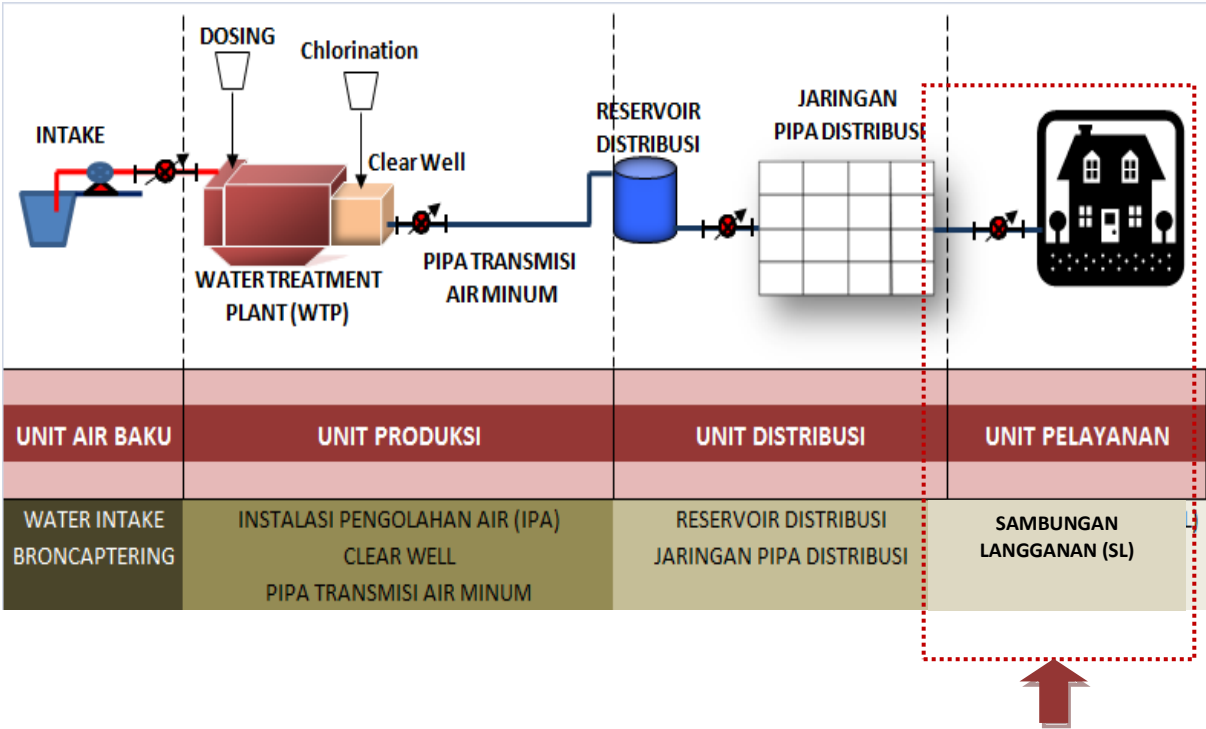 DOSING
Chlorination
INTAKE
Clear Well
WATER TREATMENT
PLANT (WTP)
PIPA TRANSMISI
AIR MINUM
RESERVOIR
DISTRIBUSI
JARINGAN
PIPA DISTRIBUSI
UNIT AIR BAKU
UNIT PRODUKSI
UNIT DISTRIBUSI
UNIT PELAYANAN
WATER INTAKE
BRONCAPTERING
INSTALASI PENGOLAHAN AIR (IPA)
CLEAR WELL
PIPA TRANSMISI AIR MINUM
RESERVOIR DISTRIBUSI
JARINGAN PIPA DISTRIBUSI
SAMBUNGAN
LANGGANAN (SL)